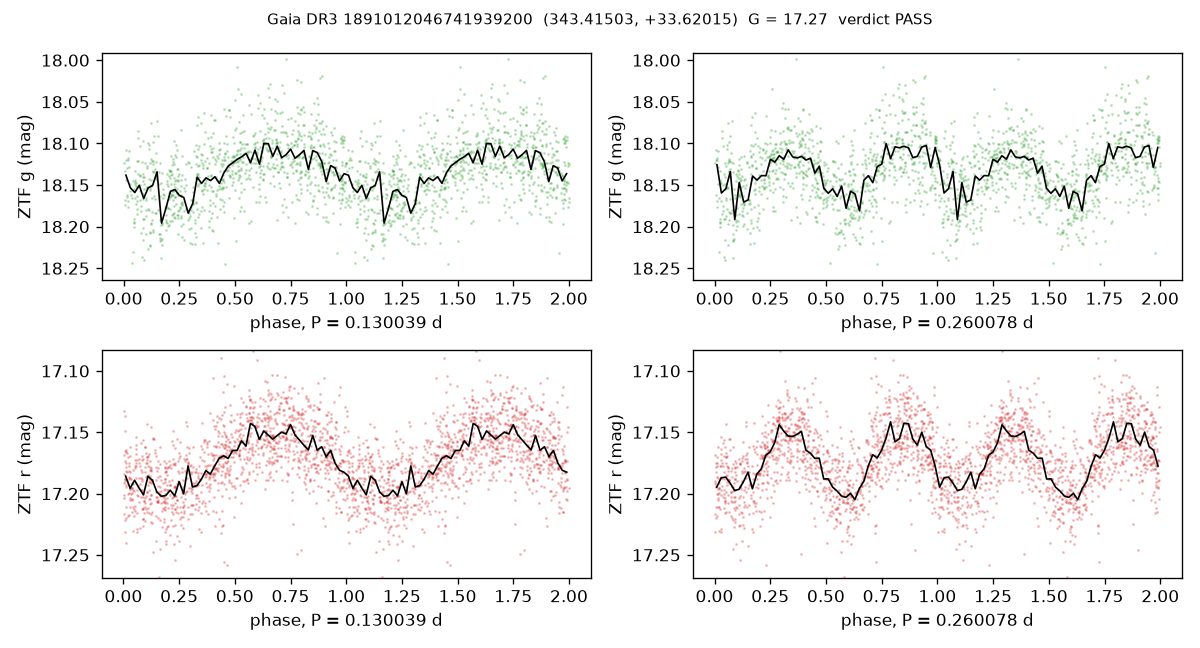 Gaia DR3 1891012046741939200 (343.41503, +33.62015) G = 17.27 verdict PASS
ZTF g (mag)
18.00
18.05
18.10
18.15
18.20
18.25
0.00 0.25 0.50 0.75 1.00 1.25 1.50 1.75 2.00
phase, P = 0.130039 d
ZTF g (mag)
18.00
18.05
18.10
18.15
18.20
18.25
0.00 0.25 0.50 0.75 1.00 1.25 1.50 1.75 2.00
phase, P = 0.260078 d
ZTF r (mag)
17.10
17.15
17.20
17.25
0.00 0.25 0.50 0.75 1.00 1.25 1.50 1.75 2.00
phase, P = 0.130039 d
ZTF r (mag)
17.10
17.15
17.20
17.25
0.00 0.25 0.50 0.75 1.00 1.25 1.50 1.75 2.00
phase, P = 0.260078 d